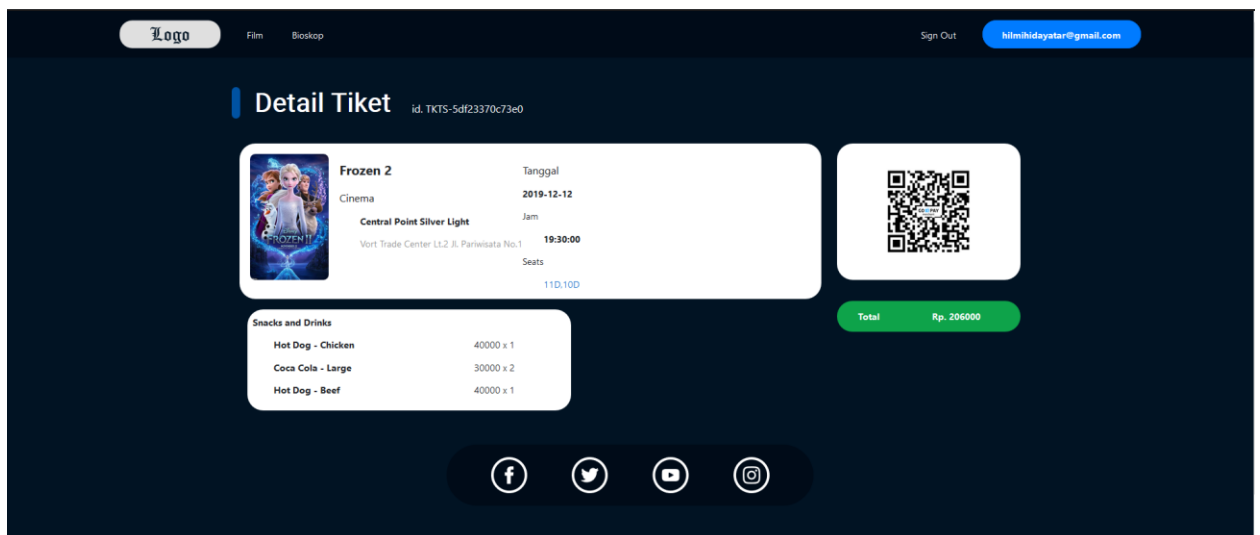 Logo
Film
Bioskop
Sign Out
hilmihidayatar@gmail.com
Detail Tiket
id. TKTS-5df23370c73e0
FROZEN II
Frozen 2
Cinema
Central Point Silver Light
Vort Trade Center Lt.2 Jl. Pariwisata No.1
Tanggal
2019-12-12
Jam
19:30:00
Seats
11D,10D
Total Rp. 206000
Snacks and Drinks
Hot Dog - Chicken 40000 x 1
Coca Cola - Large 30000 x 2
Hot Dog - Beef 40000 x 1